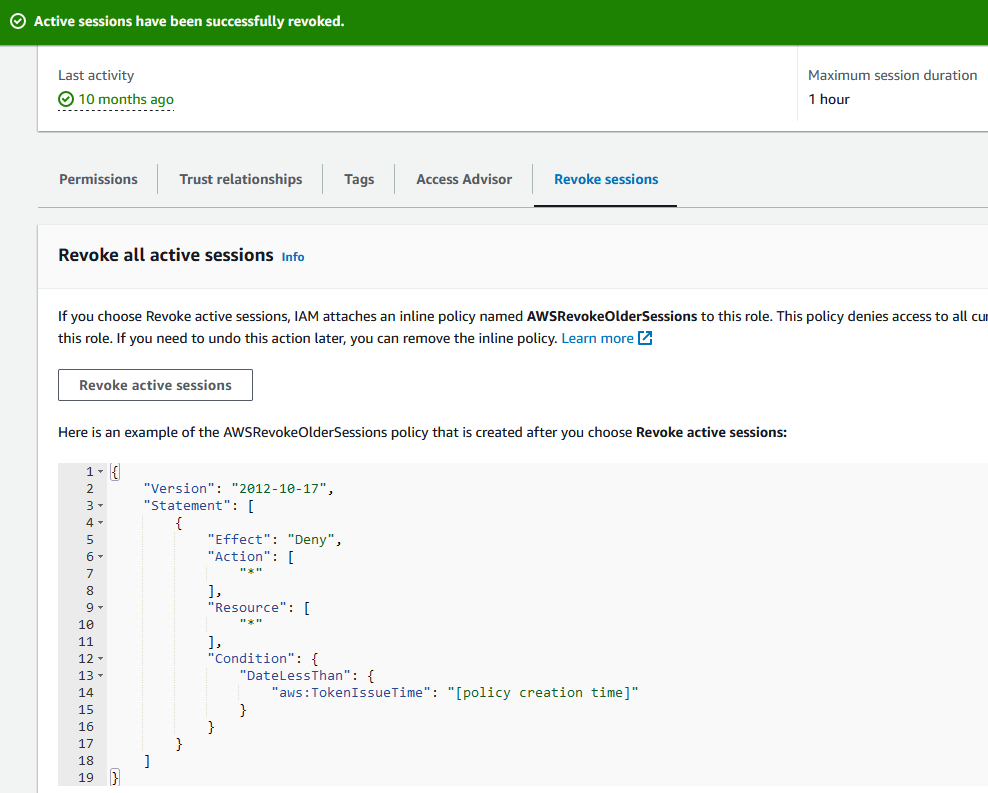 Active sessions have been successfully revoked.
Last activity
Maximum session duration
10 months ago
1 hour
Permissions
Trust relationships
Tags
Access Advisor
Revoke sessions
Revoke all active sessions Info
If you choose Revoke active sessions, IAM attaches an inline policy named AWSRevokeOlderSessions to this role. This policy denies access to all cur
this role. If you need to undo this action later, you can remove the inline policy. Learn more
Revoke active sessions
Here is an example of the AWSRevokeOlderSessions policy that is created after you choose Revoke active sessions:
1 {
2     "Version": "2012-10-17",
3     "Statement": [
4         {
5             "Effect": "Deny",
6             "Action": [
7                 "*"
8             ],
9             "Resource": [
10                 "*"
11             ],
12             "Condition": {
13                 "DateLessThan": {
14                     "aws:TokenIssueTime": "[policy creation time]"
15                 }
16             }
17         }
18     ]
19 }